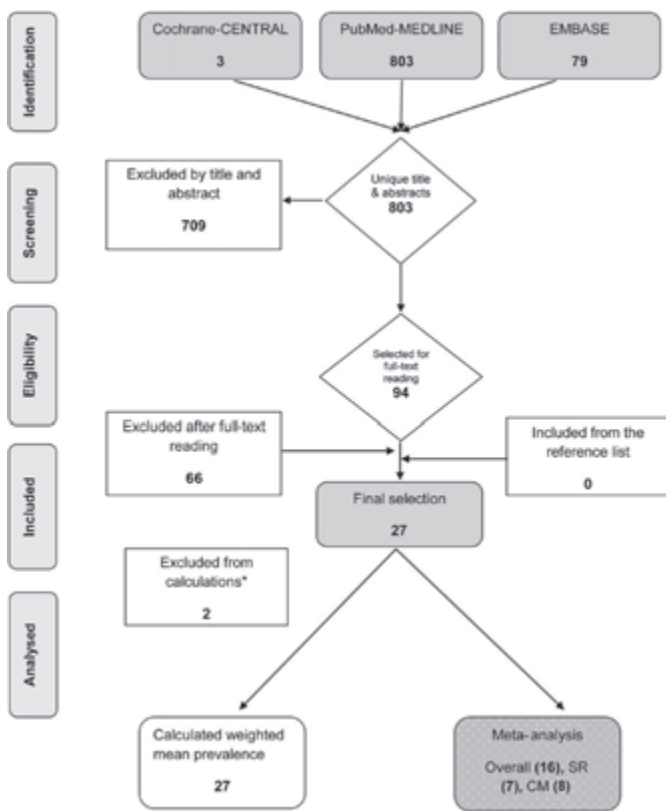 Identification
Cochrane-CENTRAL
3
PubMed-MEDLINE
803
EMBASE
79
Screening
Excluded by title and
abstract
709
Unique title
& abstracts
803
Eligibility
Selected for
full-text
reading
94
Excluded after full-text
reading
66
Included from the
reference list
0
Included
Final selection
27
Excluded from
calculations*
2
Analysed
Calculated weighted
mean prevalence
27
Meta-analysis
Overall (16), SR
(7), CM (8)